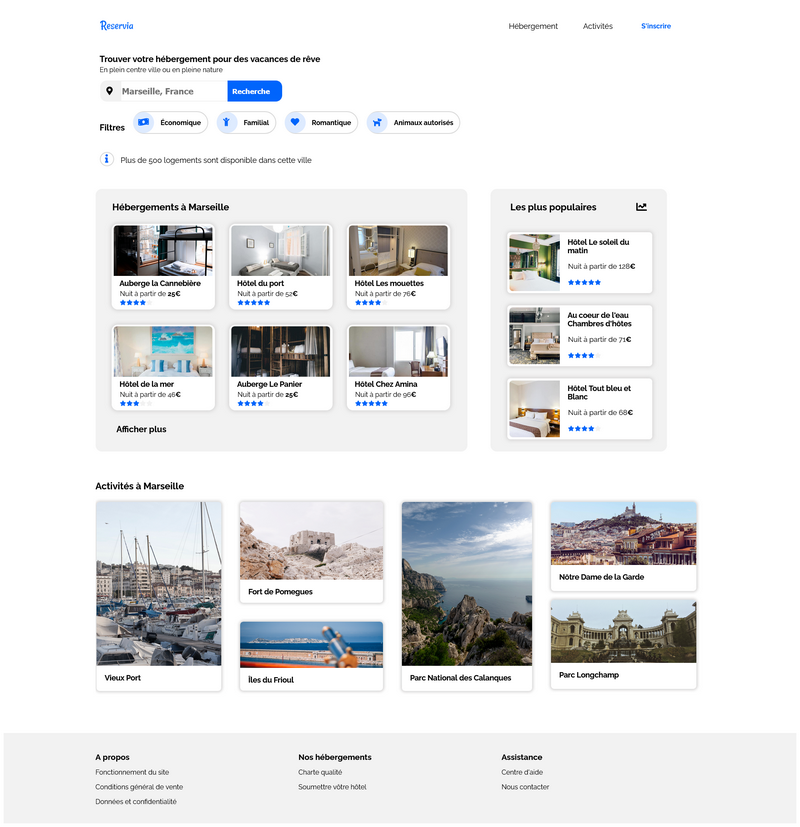 Reservia
Hébergement
Activités
S'inscrire
Trouver votre hébergement pour des vacances de rêve
En plein centre ville ou en pleine nature
Marseille, France
Recherche
Filtres
Économique
Familial
Romantique
Animaux autorisés
Plus de 500 logements sont disponible dans cette ville
Hébergements à Marseille
Auberge la Cannebière
Nuit à partir de 25€
Hôtel du port
Nuit à partir de 52€
Hôtel Les mouettes
Nuit à partir de 76€
Hôtel de la mer
Nuit à partir de 46€
Auberge Le Panier
Nuit à partir de 25€
Hôtel Chez Amina
Nuit à partir de 96€
Afficher plus
Les plus populaires
Hôtel Le soleil du
matin
Nuit à partir de 128€
Au coeur de l'eau
Chambres d'hôtes
Nuit à partir de 71€
Hôtel Tout bleu et
Blanc
Nuit à partir de 68€
Activités à Marseille
Vieux Port
Fort de Pomegues
Îles du Frioul
Parc National des Calanques
Nôtre Dame de la Garde
Parc Longchamp
A propos
Fonctionnement du site
Conditions général de vente
Données et confidentialité
Nos hébergements
Charte qualité
Soumettre vôtre hôtel
Assistance
Centre d'aide
Nous contacter